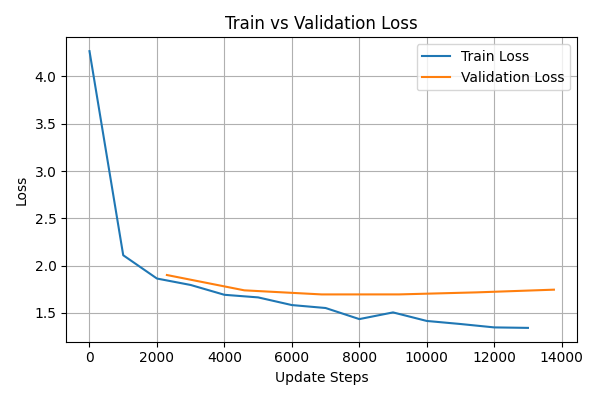 Train vs Validation Loss
Train Loss
Validation Loss
4.0
3.5
3.0
2.5
2.0
1.5
Loss
0 2000 4000 6000 8000 10000 12000 14000
Update Steps